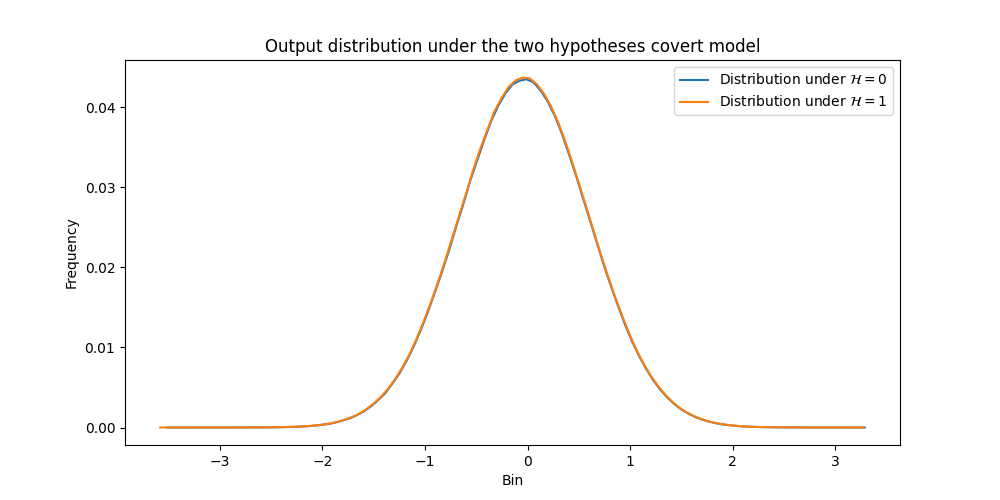 Output distribution under the two hypotheses covert model
Distribution under ℋ = 0
Distribution under ℋ = 1
Frequency
0.04
0.03
0.02
0.01
0.00
−3 −2 −1 0 1 2 3
Bin